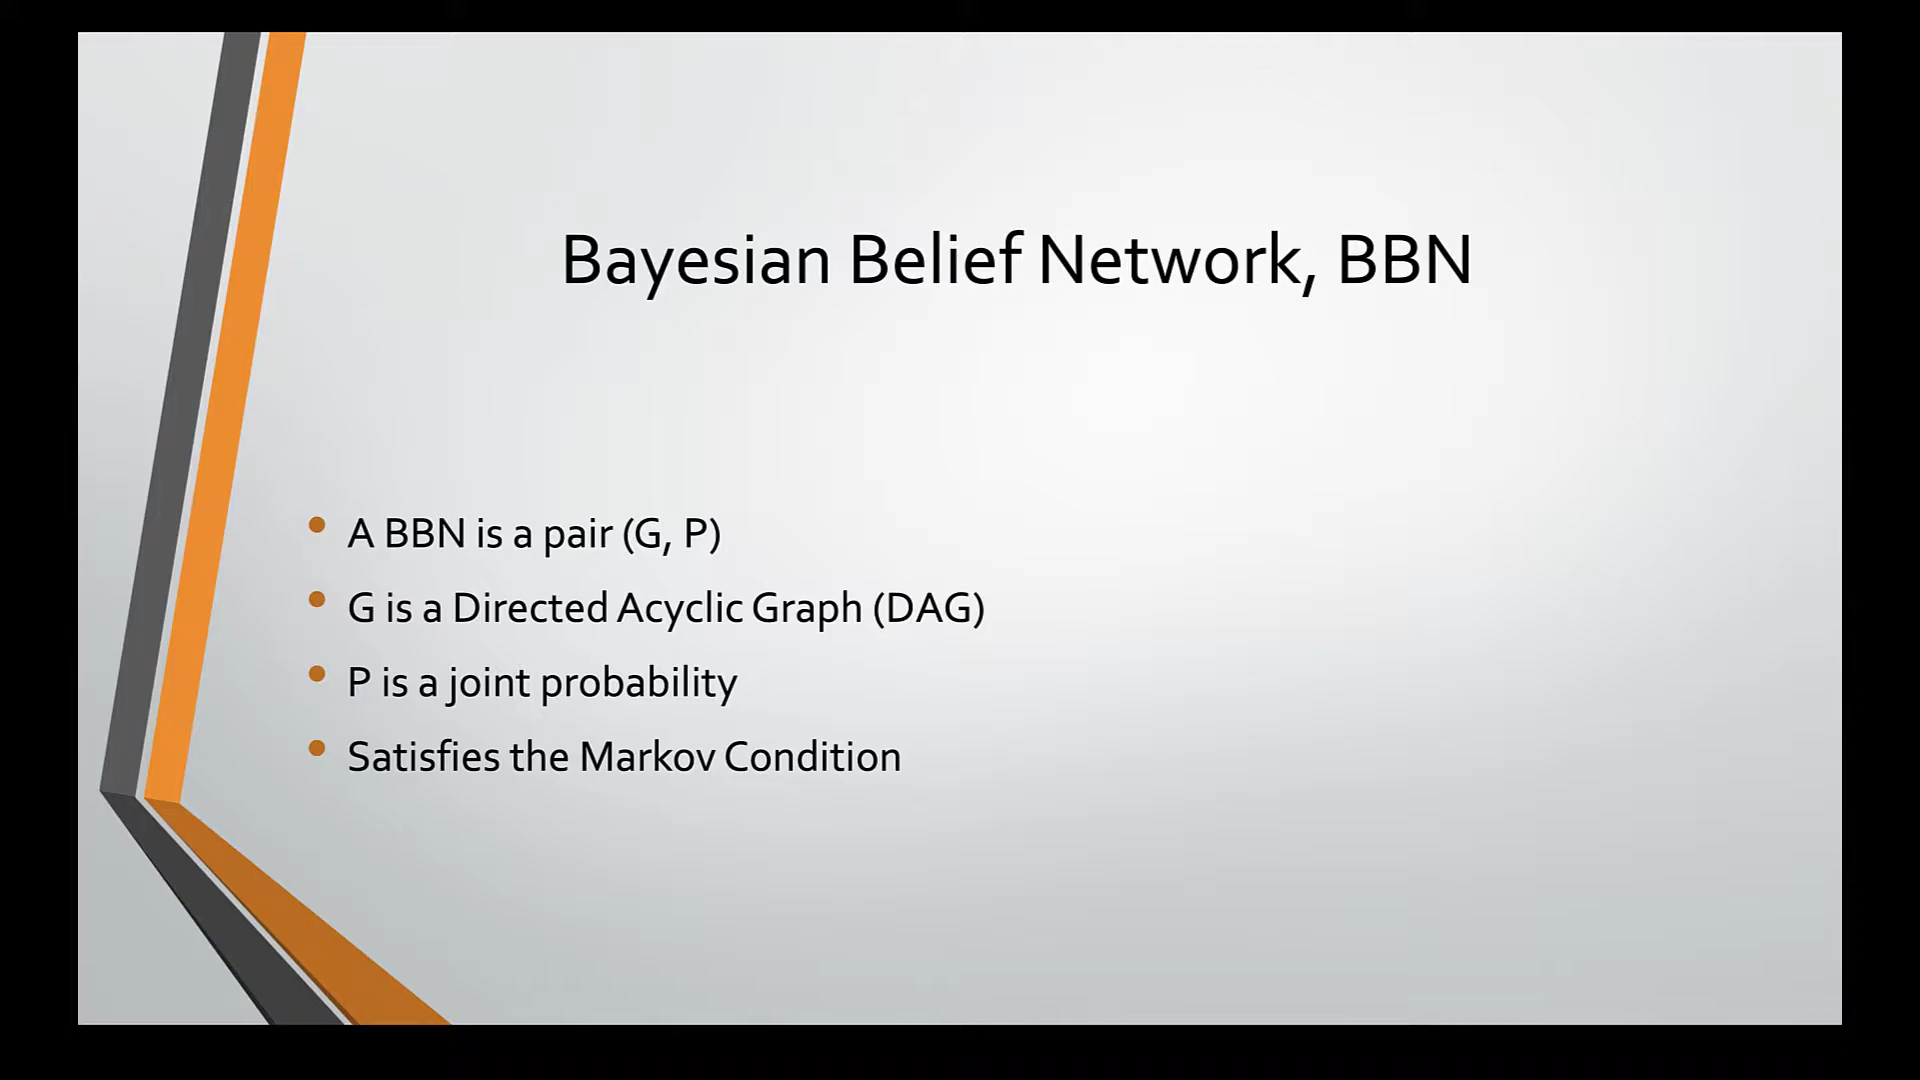 Bayesian Belief Network, BBN
A BBN is a pair (G, P)
G is a Directed Acyclic Graph (DAG)
P is a joint probability
Satisfies the Markov Condition